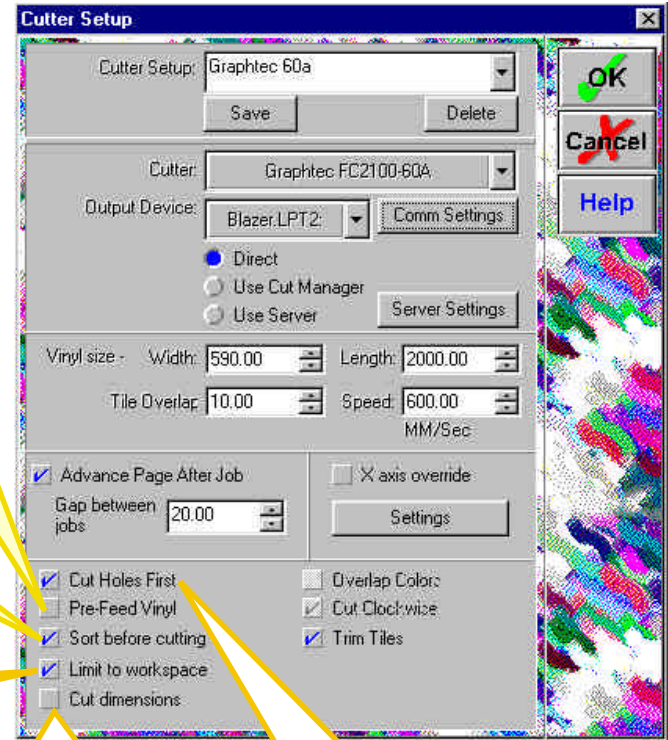 Cutter Setup
Cutter Setup: Graphtec 60a
OK
Save Delete
Cancel
Cutter: Graphtec FC2100-60A
Help
Output Device: Blazer.LPT2: Comm Settings
Direct
Use Cut Manager
Use Server Server Settings
Vinyl size - Width: 590.00 Length: 2000.00
Tile Overlap 10.00 Speed: 600.00
MM/Sec
Advance Page After Job X axis override
Gap between
jobs 20.00 Settings
Cut Holes First Overlap Colors
Pre-Feed Vinyl Cut Clockwise
Sort before cutting Trim Tiles
Limit to workspace
Cut dimensions